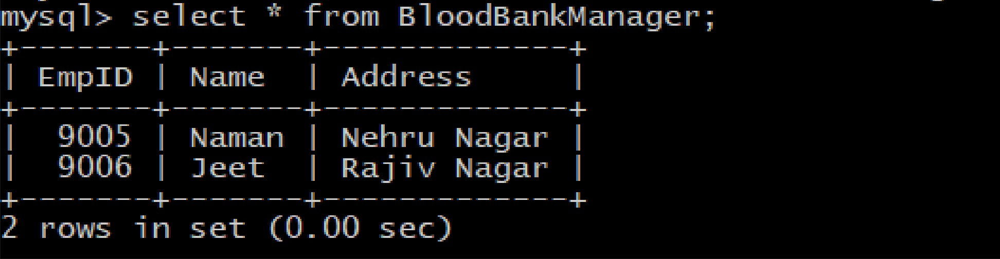 mysql> select * from BloodBankManager;
+-------+-------+-------------+
| EmpID | Name  | Address     |
+-------+-------+-------------+
|  9005 | Naman | Nehru Nagar |
|  9006 | Jeet  | Rajiv Nagar |
+-------+-------+-------------+
2 rows in set (0.00 sec)